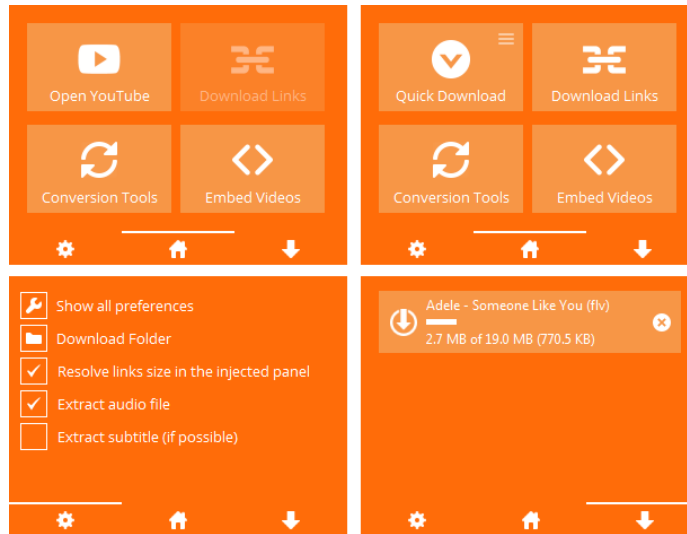 Open YouTube
Download Links
Conversion Tools
Embed Videos
Quick Download
Download Links
Conversion Tools
Embed Videos
Show all preferences
Download Folder
Resolve links size in the injected panel
Extract audio file
Extract subtitle (if possible)
Adele - Someone Like You (flv)
2.7 MB of 19.0 MB (770.5 KB)